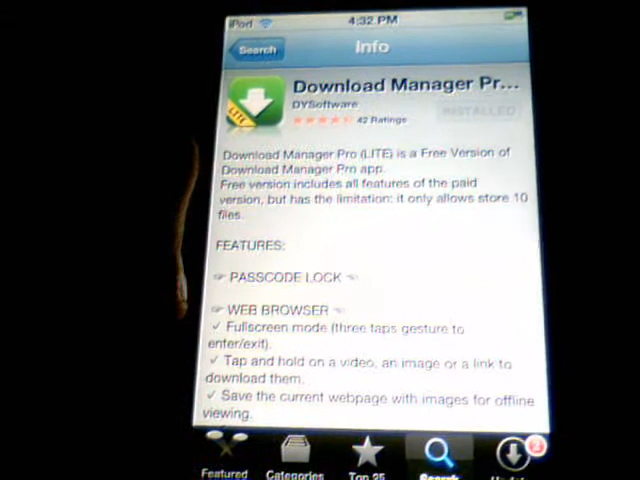 iPod 4:32 PM
Search Info
Download Manager Pr...
DYSoftware
INSTALLED
42 Ratings
LITE
Download Manager Pro (LITE) is a Free Version of
Download Manager Pro app.
Free version includes all features of the paid
version, but has the limitation: it only allows store 10
files.
FEATURES:
☞ PASSCODE LOCK ☜
☞ WEB BROWSER ☜
✓ Fullscreen mode (three taps gesture to
enter/exit).
✓ Tap and hold on a video, an image or a link to
download them.
✓ Save the current webpage with images for offline
viewing.
2
Featured Categories Top 25 Search